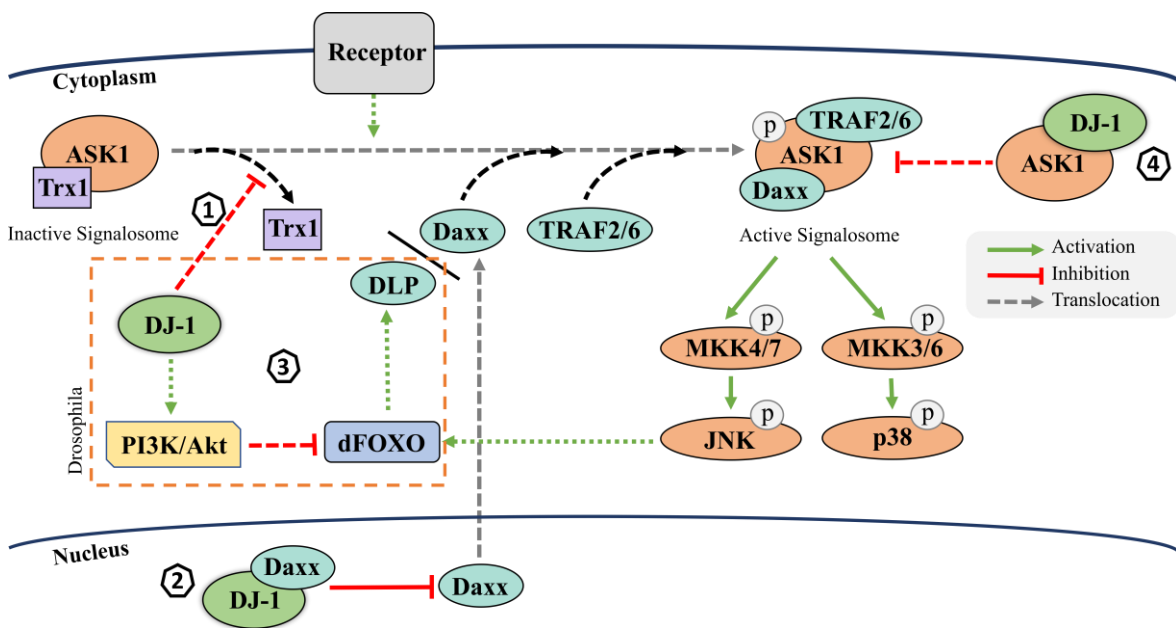 Receptor
Cytoplasm
ASK1
Trx1
Inactive Signalosome
1
Trx1
Daxx
TRAF2/6
p
TRAF2/6
ASK1
Daxx
Active Signalosome
DJ-1
ASK1
4
Activation
Inhibition
Translocation
DLP
DJ-1
3
Drosophila
PI3K/Akt
dFOXO
p
MKK4/7
p
MKK3/6
p
JNK
p
p38
Nucleus
2
Daxx
DJ-1
Daxx